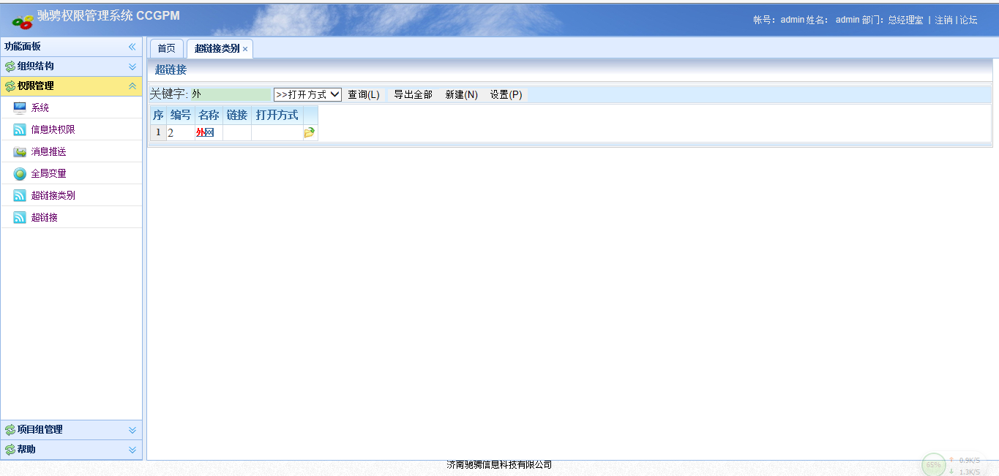 驰骋权限管理系统 CCGPM
帐号: admin 姓名: admin 部门: 总经理室 | 注销 | 论坛
功能面板
组织结构
权限管理
系统
信息块权限
消息推送
全局变量
超链接类别
超链接
项目组管理
帮助
首页 超链接类别 ×
超链接
关键字: 外 >>打开方式 查询(L) 导出全部 新建(N) 设置(P)
序 编号 名称 链接 打开方式
1 2 外网
济南驰骋信息科技有限公司
65% ↑ 0.9K/S
↓ 1.3K/S